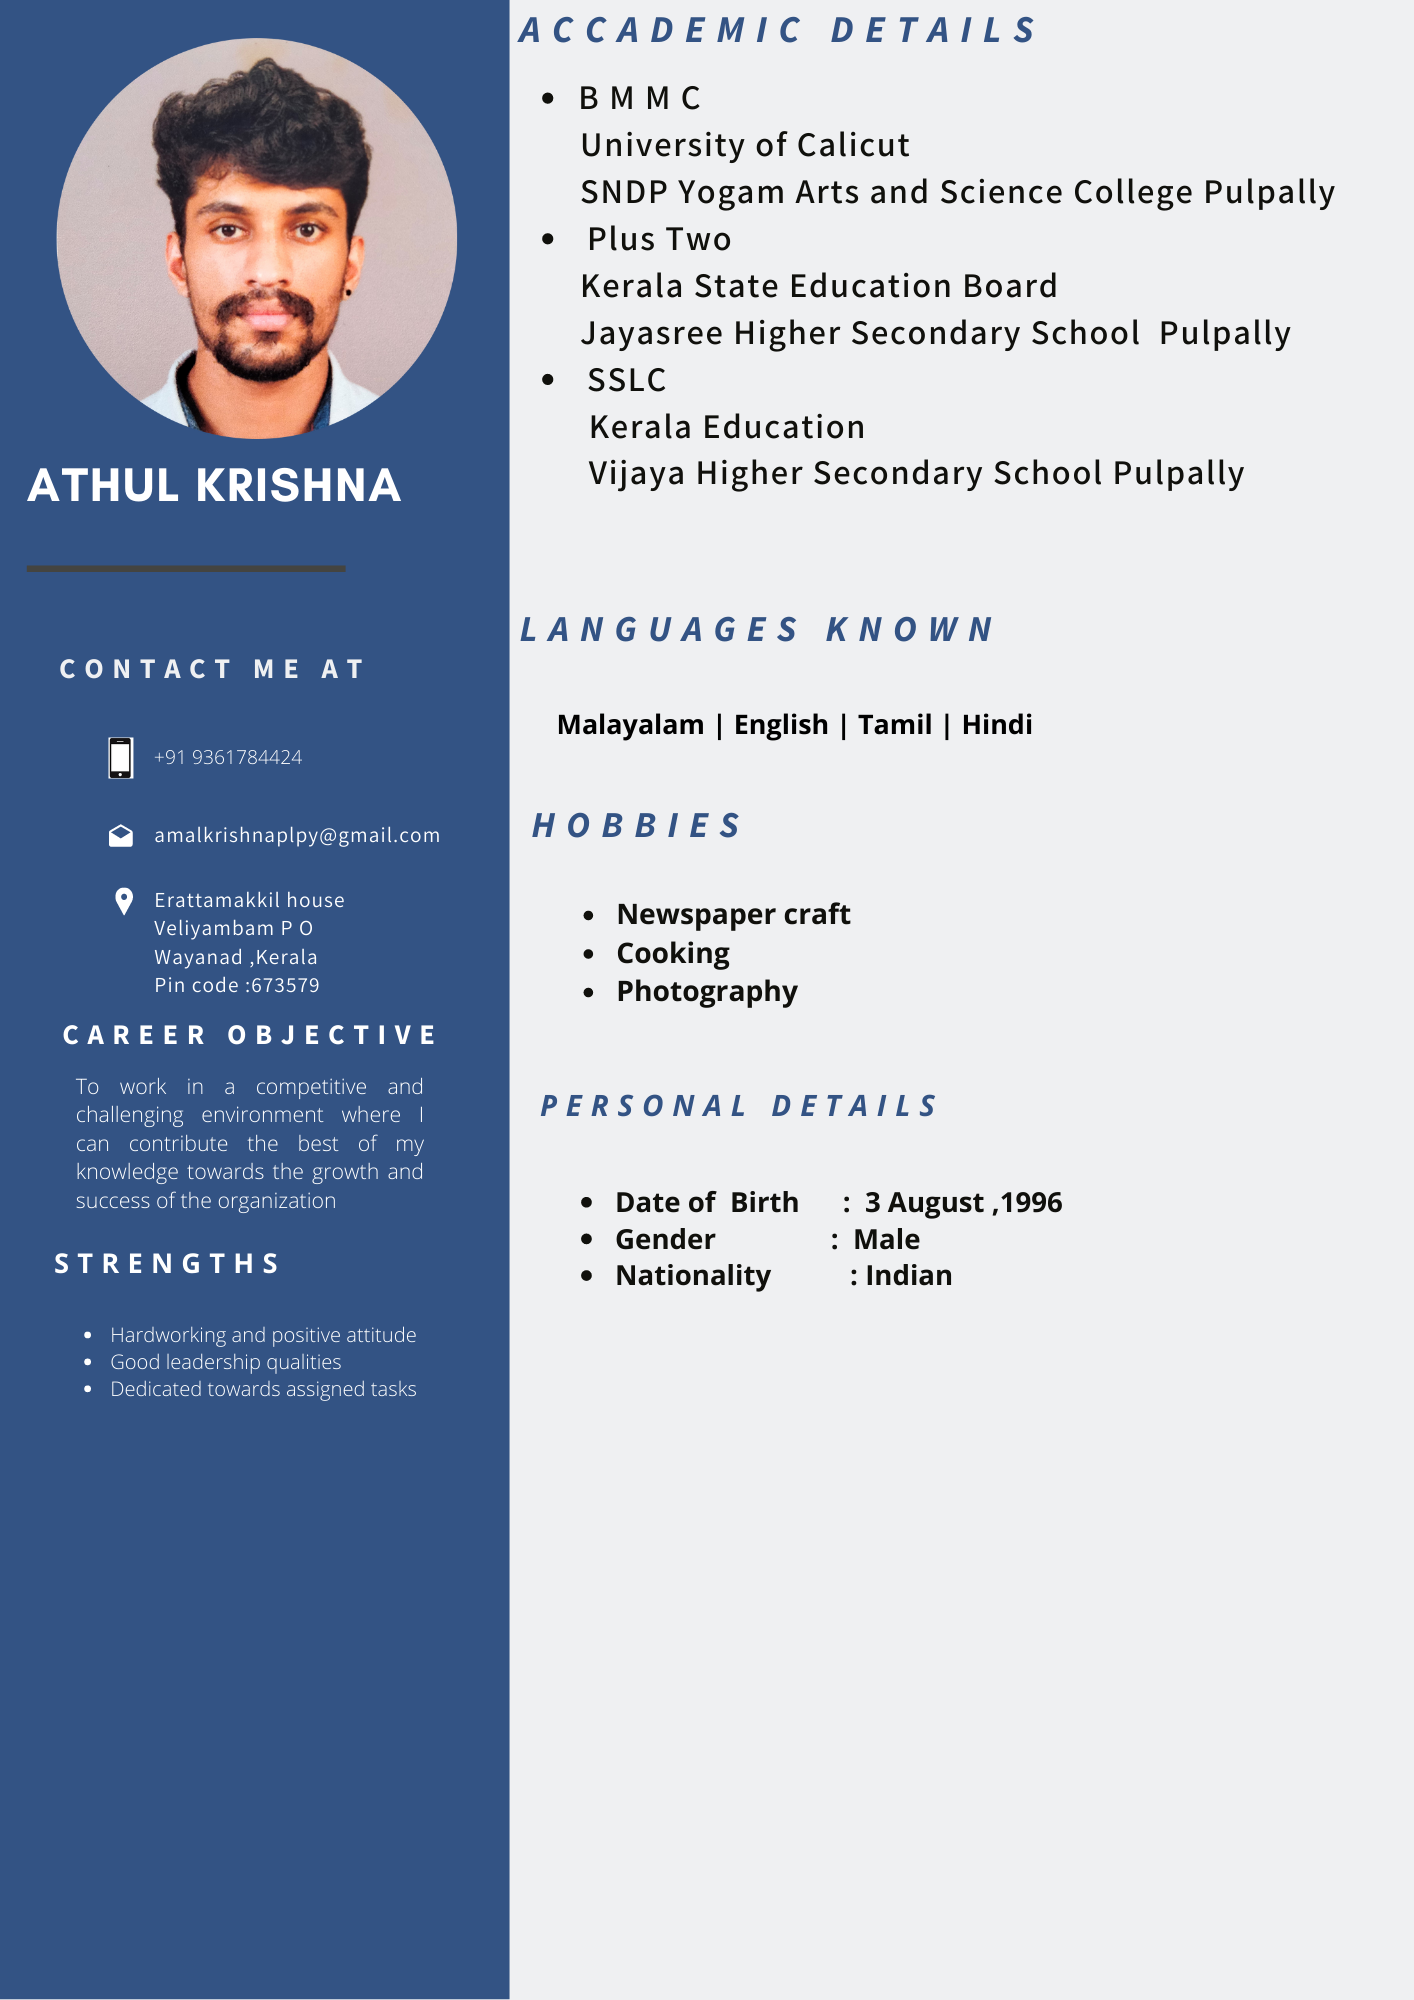 ATHUL KRISHNA
CONTACT ME AT
+91 9361784424
amalkrishnaplpy@gmail.com
Erattamakkil house
Veliyambam P O
Wayanad ,Kerala
Pin code :673579
CAREER OBJECTIVE
To work in a competitive and
challenging environment where I
can contribute the best of my
knowledge towards the growth and
success of the organization
STRENGTHS
• Hardworking and positive attitude
• Good leadership qualities
• Dedicated towards assigned tasks
ACCADEMIC DETAILS
• B M M C
University of Calicut
SNDP Yogam Arts and Science College Pulpally
• Plus Two
Kerala State Education Board
Jayasree Higher Secondary School Pulpally
• SSLC
Kerala Education
Vijaya Higher Secondary School Pulpally
LANGUAGES KNOWN
Malayalam | English | Tamil | Hindi
HOBBIES
• Newspaper craft
• Cooking
• Photography
PERSONAL DETAILS
• Date of Birth : 3 August ,1996
• Gender : Male
• Nationality : Indian